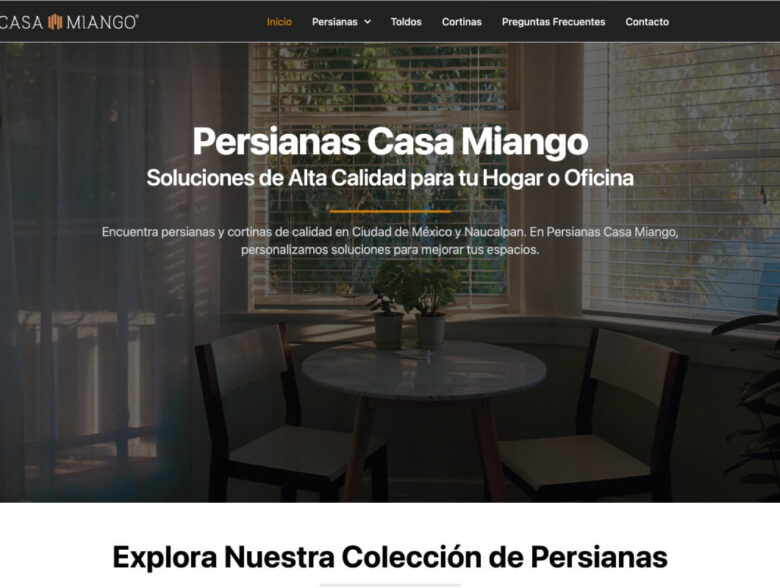 CASA MIANGO®
Inicio Persianas Toldos Cortinas Preguntas Frecuentes Contacto
Persianas Casa Miango
Soluciones de Alta Calidad para tu Hogar o Oficina
Encuentra persianas y cortinas de calidad en Ciudad de México y Naucalpan. En Persianas Casa Miango,
personalizamos soluciones para mejorar tus espacios.
Explora Nuestra Colección de Persianas